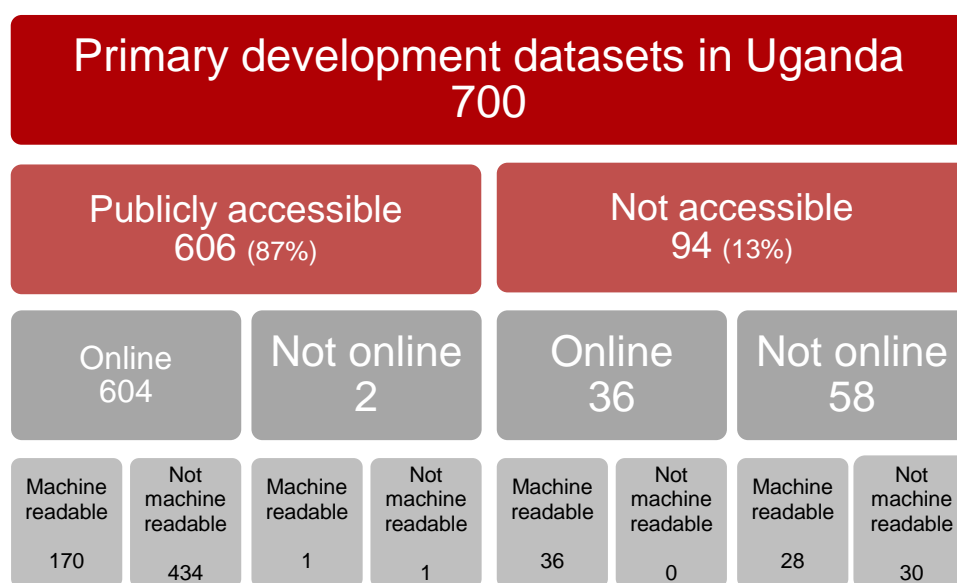 Primary development datasets in Uganda
700
Publicly accessible
606 (87%)
Not accessible
94 (13%)
Online
604
Not online
2
Online
36
Not online
58
Machine
readable
170
Not
machine
readable
434
Machine
readable
1
Not
machine
readable
1
Machine
readable
36
Not
machine
readable
0
Machine
readable
28
Not
machine
readable
30